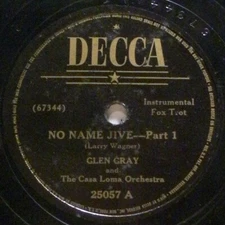 DECCA
(67344)
Instrumental
Fox Trot
NO NAME JIVE—Part 1
(Larry Wagner)
GLEN GRAY
and
The Casa Loma Orchestra
25057 A